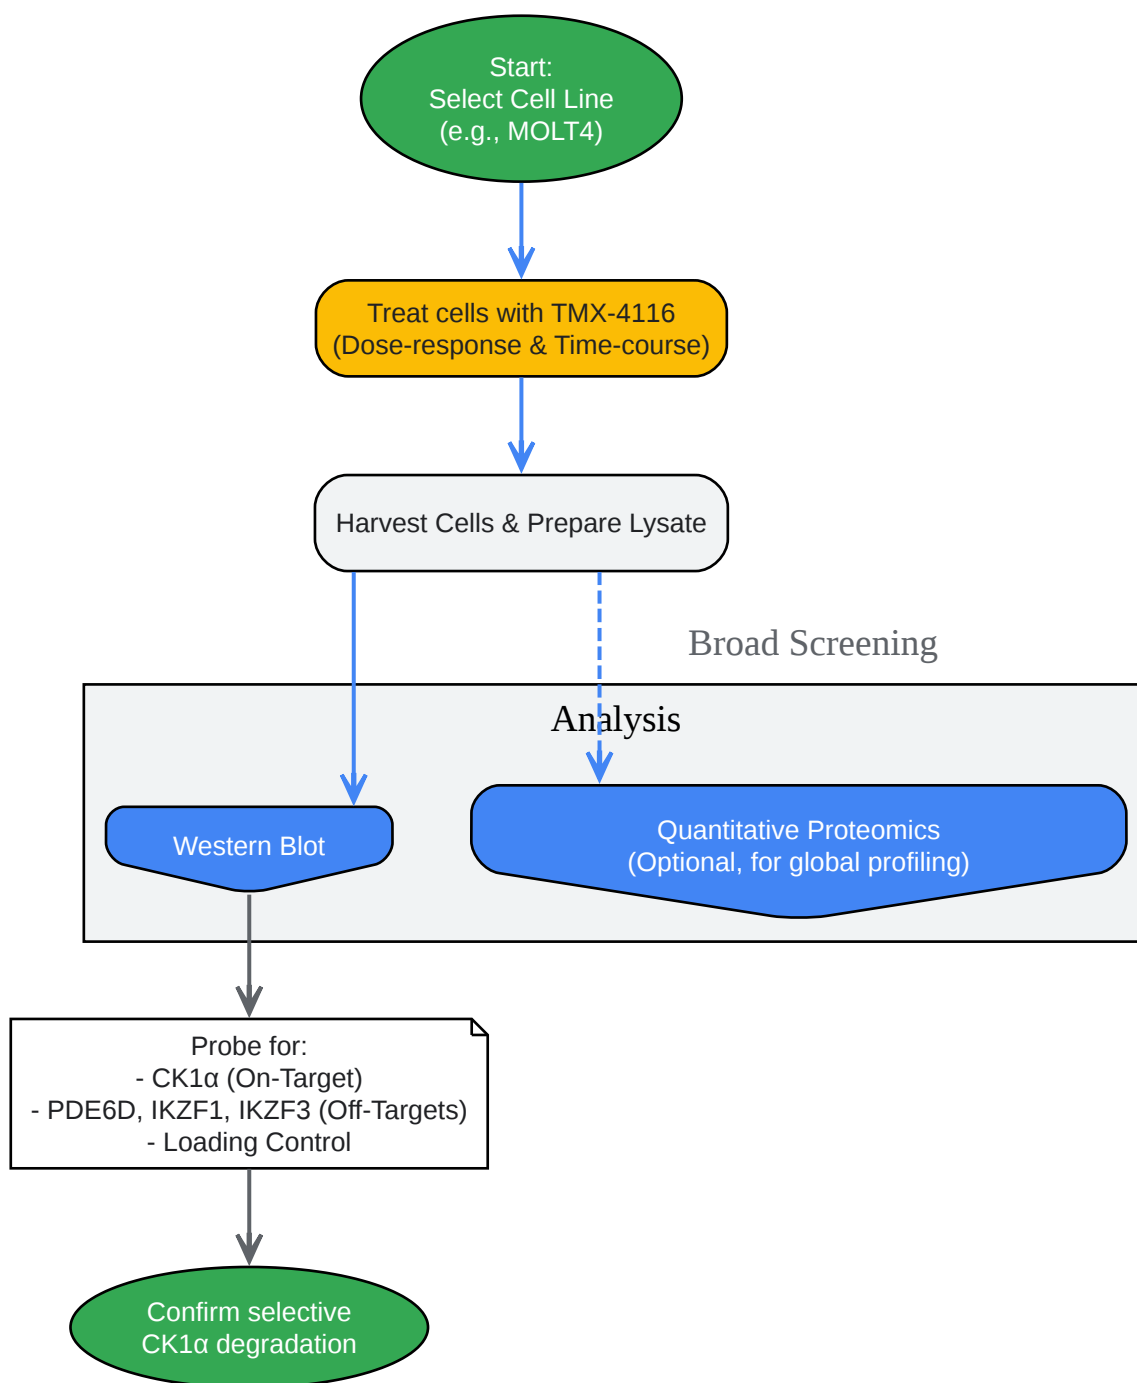 Start:
Select Cell Line
(e.g., MOLT4)
Treat cells with TMX-4116
(Dose-response & Time-course)
Harvest Cells & Prepare Lysate
Broad Screening
Analysis
Western Blot
Quantitative Proteomics
(Optional, for global profiling)
Probe for:
- CK1α (On-Target)
- PDE6D, IKZF1, IKZF3 (Off-Targets)
- Loading Control
Confirm selective
CK1α degradation